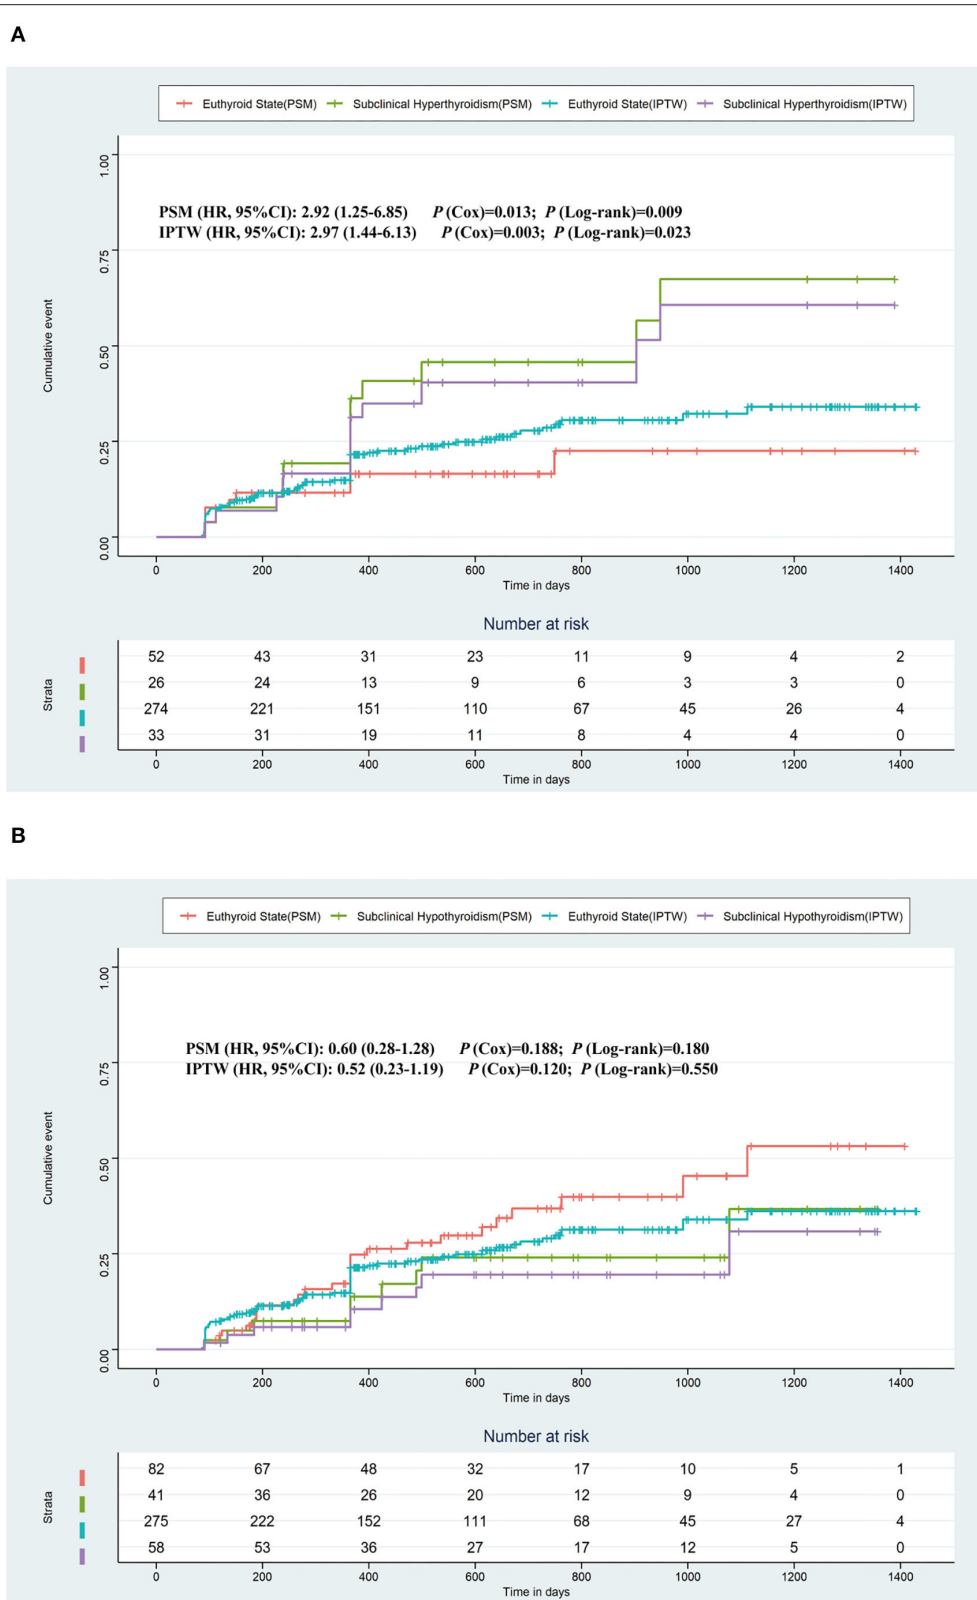 A
Euthyroid State(PSM) Subclinical Hyperthyroidism(PSM) Euthyroid State(IPTW) Subclinical Hyperthyroidism(IPTW)
PSM (HR, 95%CI): 2.92 (1.25-6.85) P (Cox)=0.013; P (Log-rank)=0.009
IPTW (HR, 95%CI): 2.97 (1.44-6.13) P (Cox)=0.003; P (Log-rank)=0.023
Cumulative event
1.00
0.75
0.50
0.25
0.00
0 200 400 600 800 1000 1200 1400
Time in days
Number at risk
Strata
52 43 31 23 11 9 4 2
26 24 13 9 6 3 3 0
274 221 151 110 67 45 26 4
33 31 19 11 8 4 4 0
0 200 400 600 800 1000 1200 1400
Time in days
B
Euthyroid State(PSM) Subclinical Hypothyroidism(PSM) Euthyroid State(IPTW) Subclinical Hypothyroidism(IPTW)
PSM (HR, 95%CI): 0.60 (0.28-1.28) P (Cox)=0.188; P (Log-rank)=0.180
IPTW (HR, 95%CI): 0.52 (0.23-1.19) P (Cox)=0.120; P (Log-rank)=0.550
Cumulative event
1.00
0.75
0.50
0.25
0.00
0 200 400 600 800 1000 1200 1400
Time in days
Number at risk
Strata
82 67 48 32 17 10 5 1
41 36 26 20 12 9 4 0
275 222 152 111 68 45 27 4
58 53 36 27 17 12 5 0
0 200 400 600 800 1000 1200 1400
Time in days